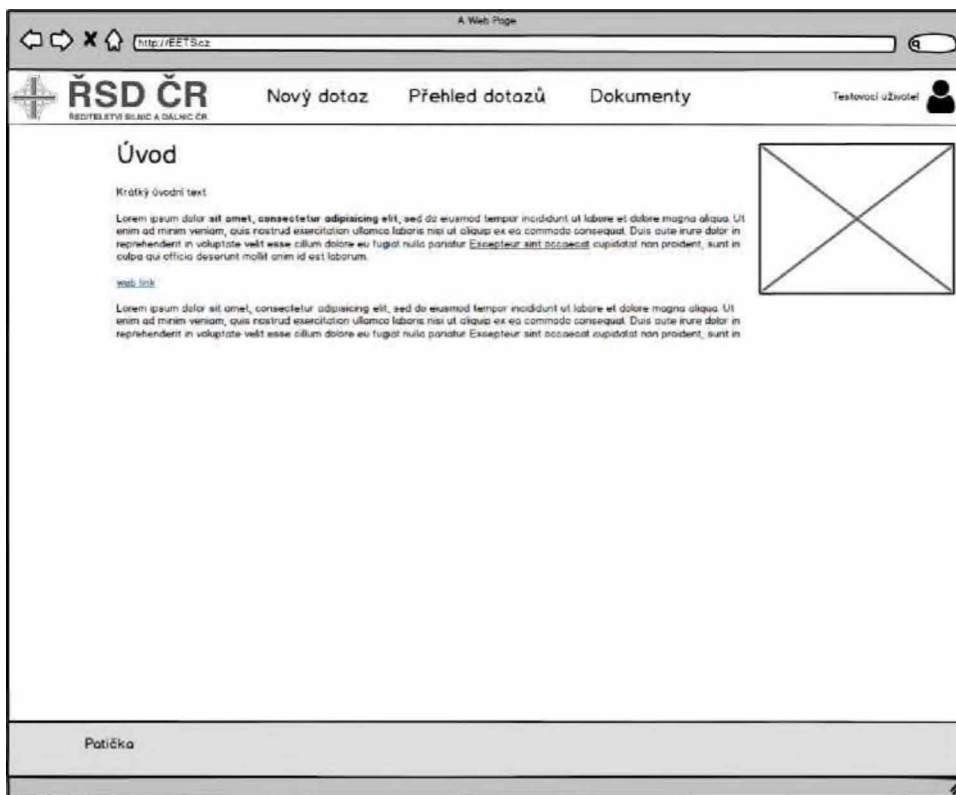 A Web Page
http://EETS.cz
ŘSD ČR
ŘEDITELSTVÍ SILNIC A DÁLNIC ČR
Nový dotaz
Přehled dotazů
Dokumenty
Testovací uživatel
Úvod
Krátký úvodní text
Lorem ipsum dolor sit amet, consectetur adipisicing elit, sed do eiusmod tempor incididunt ut labore et dolore magna aliqua. Ut
enim ad minim veniam, quis nostrud exercitation ullamco laboris nisi ut aliquip ex ea commodo consequat. Duis aute irure dolor in
reprehenderit in voluptate velit esse cillum dolore eu fugiat nulla pariatur Excepteur sint occaecat cupidatat non proident, sunt in
culpa qui officia deserunt mollit anim id est laborum.
web link
Lorem ipsum dolor sit amet, consectetur adipisicing elit, sed do eiusmod tempor incididunt ut labore et dolore magna aliqua. Ut
enim ad minim veniam, quis nostrud exercitation ullamco laboris nisi ut aliquip ex ea commodo consequat. Duis aute irure dolor in
reprehenderit in voluptate velit esse cillum dolore eu fugiat nulla pariatur Excepteur sint occaecat cupidatat non proident, sunt in
Patička